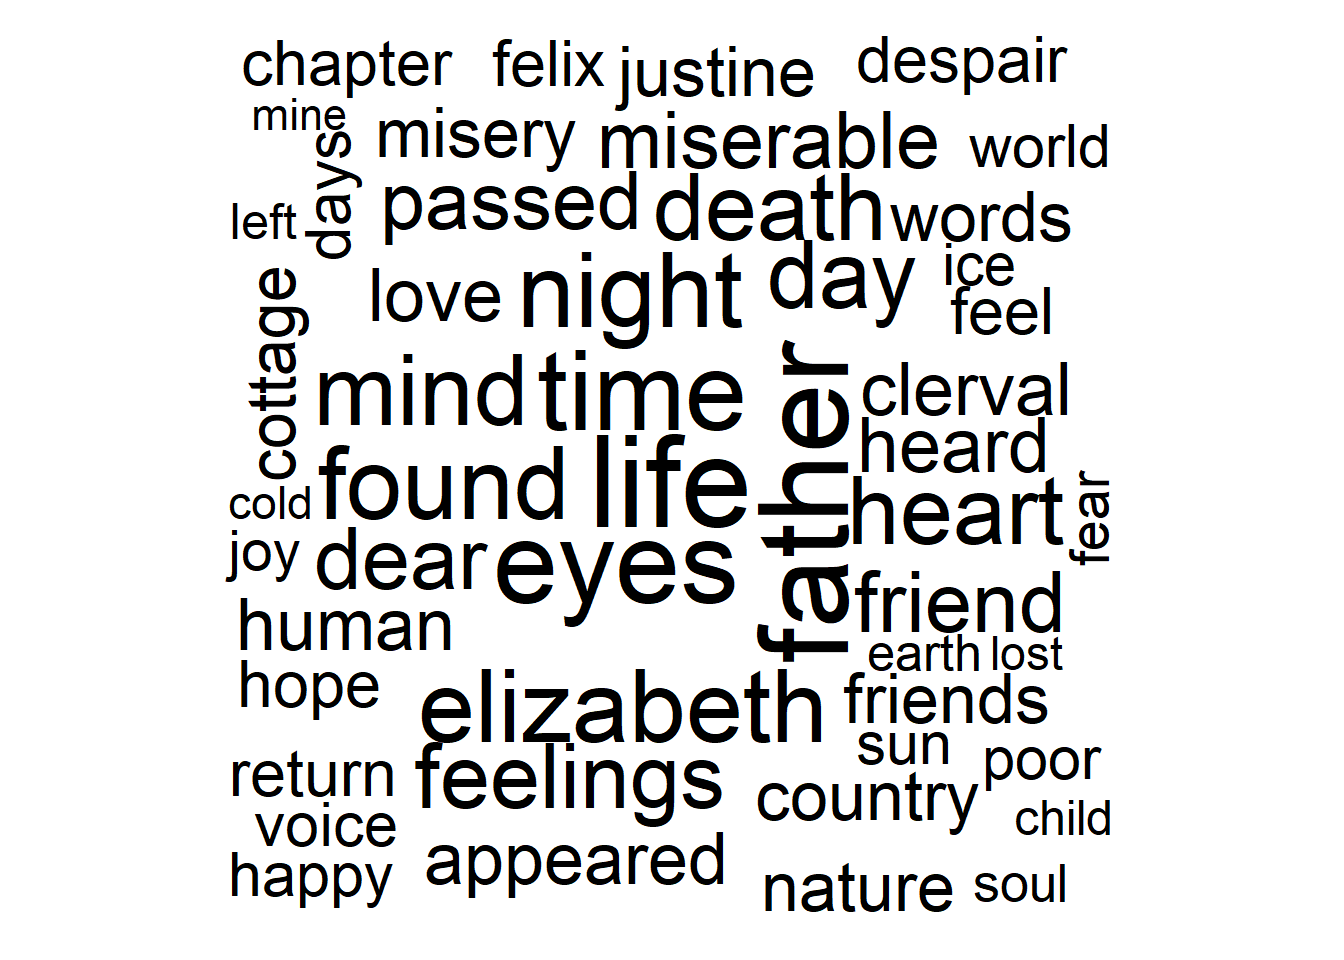 chapter felix justine despair
mine
days
misery miserable world
left
passed death words
love night day ice
feel
cottage
mind time father clerval
heard
found life heart fear
cold
joy dear eyes friend
human
earth lost
hope elizabeth friends
sun poor
return feelings country
child
voice
happy appeared nature soul